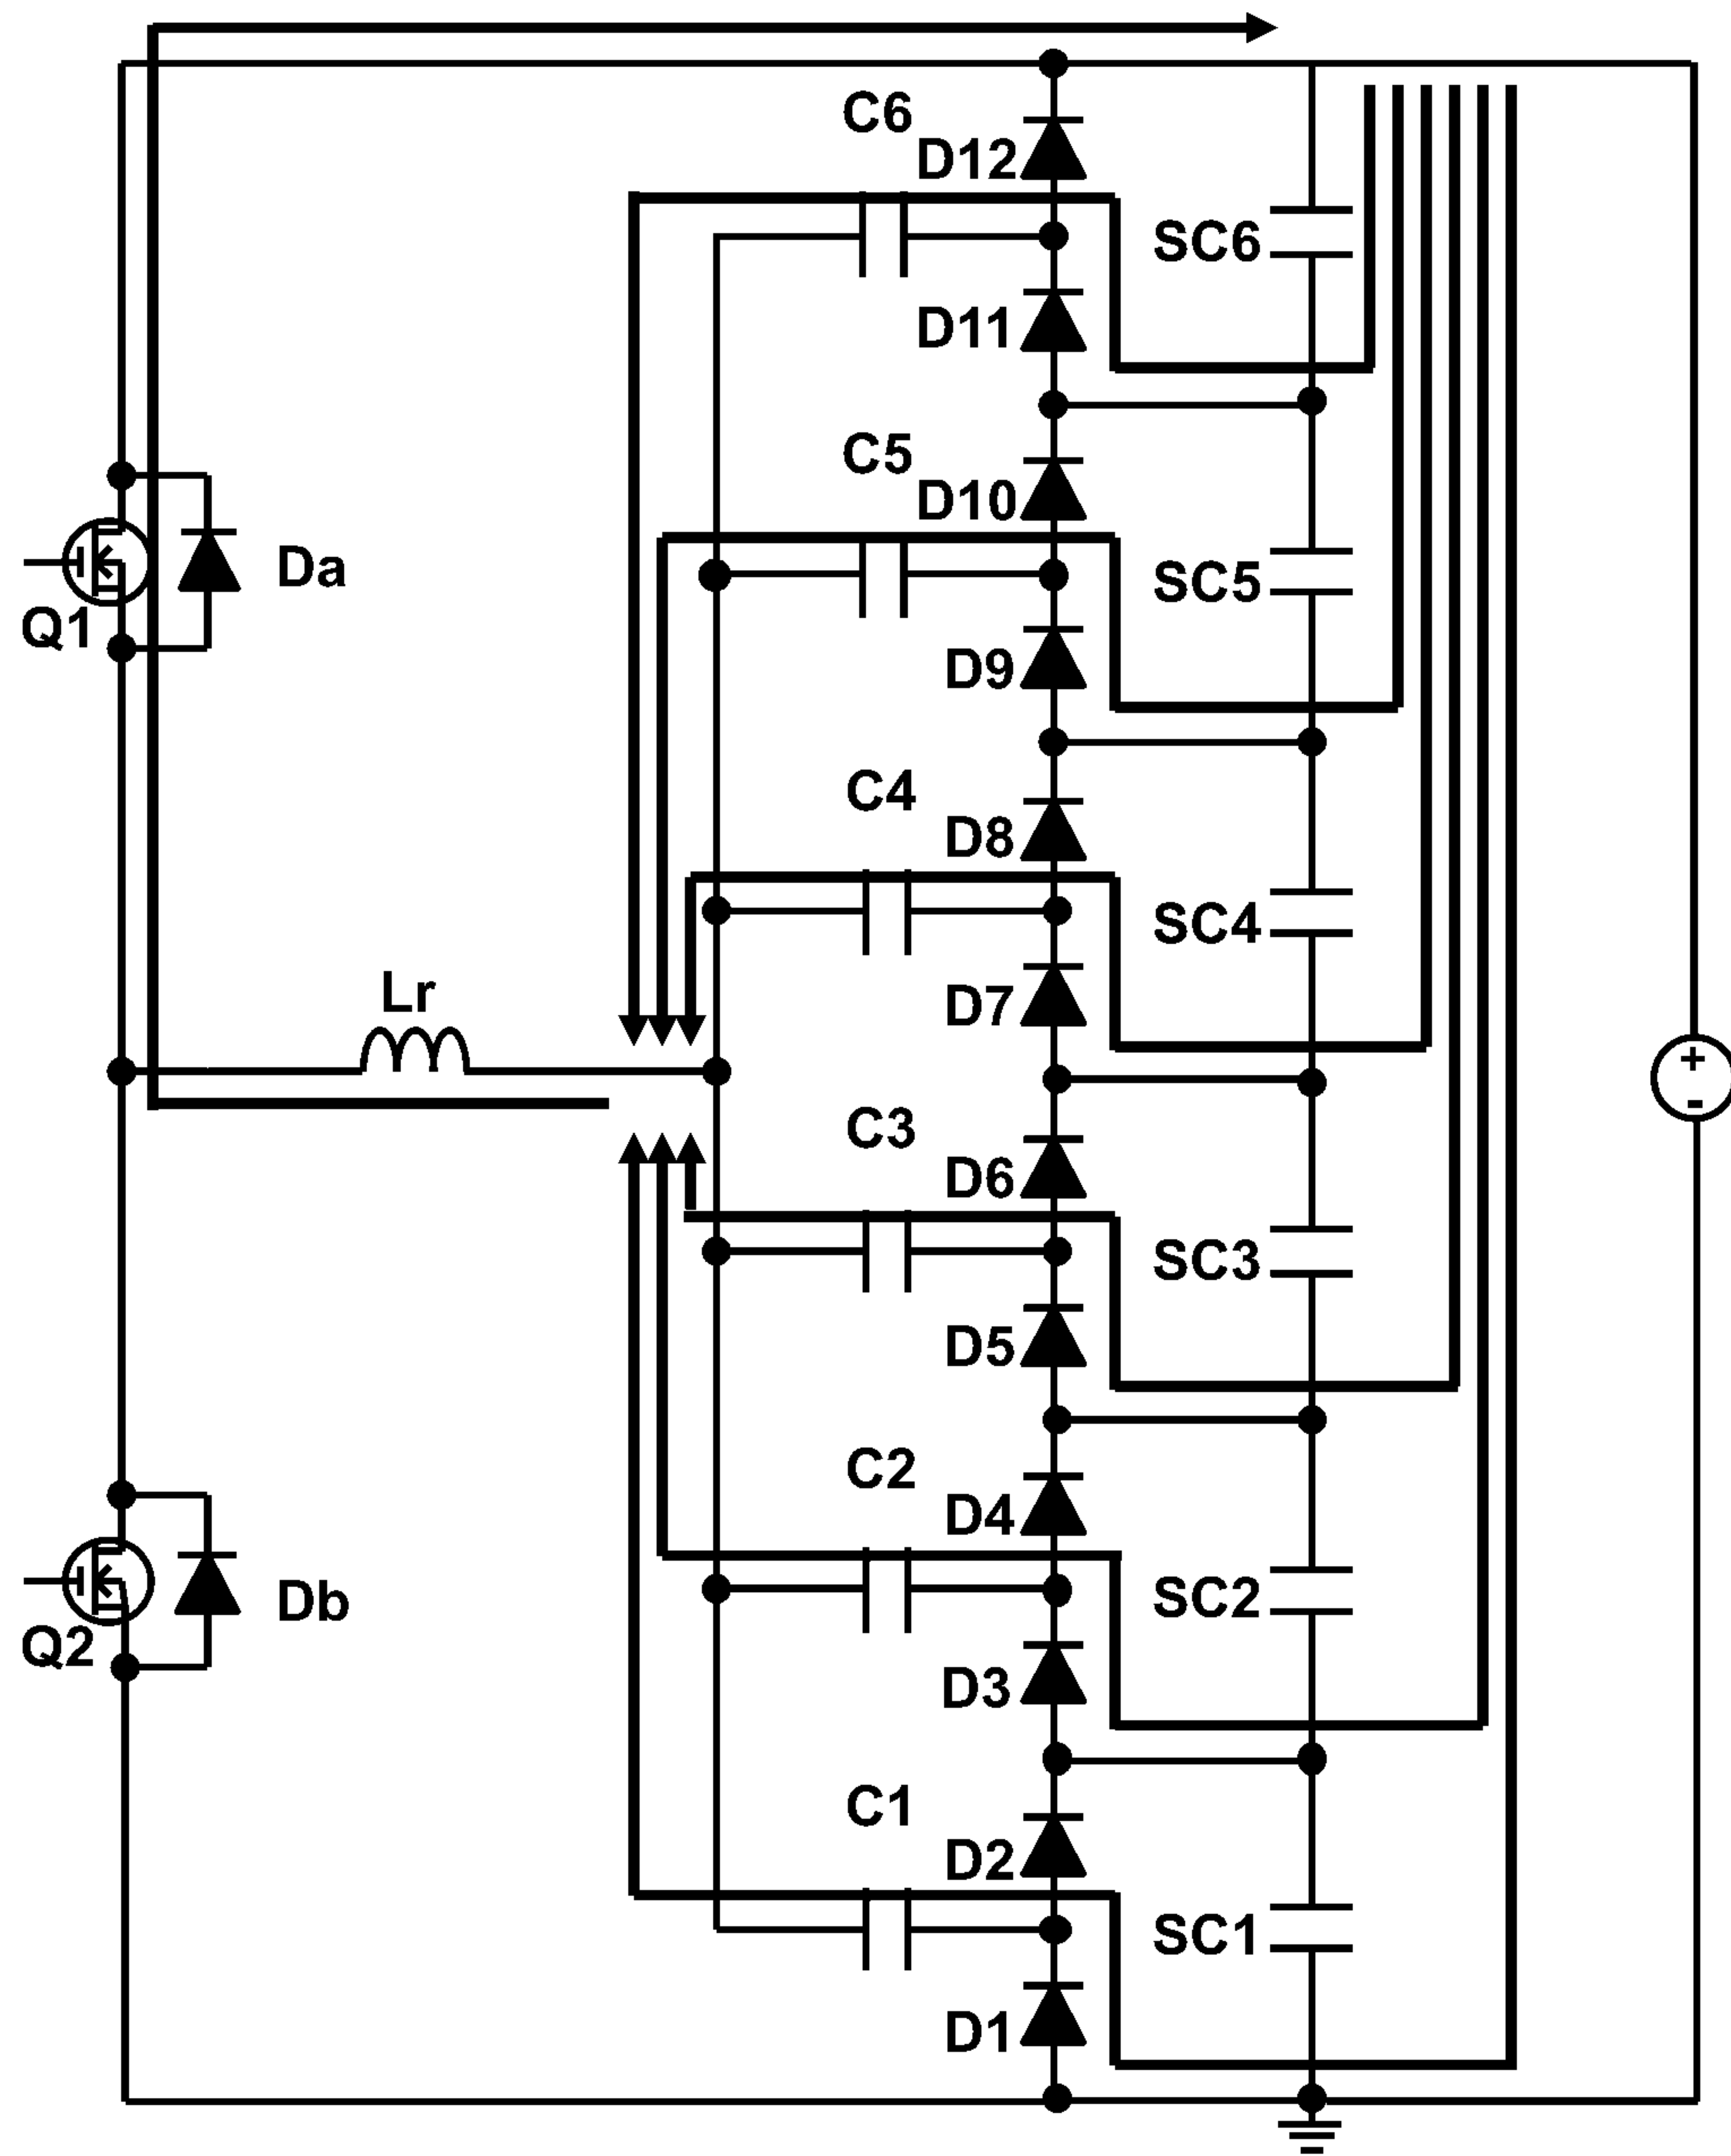 C6
D12
SC6
D11
C5
D10
Da
SC5
Q1
D9
C4
D8
SC4
Lr
D7
+
-
C3
D6
SC3
D5
C2
D4
Db
SC2
Q2
D3
C1
D2
SC1
D1